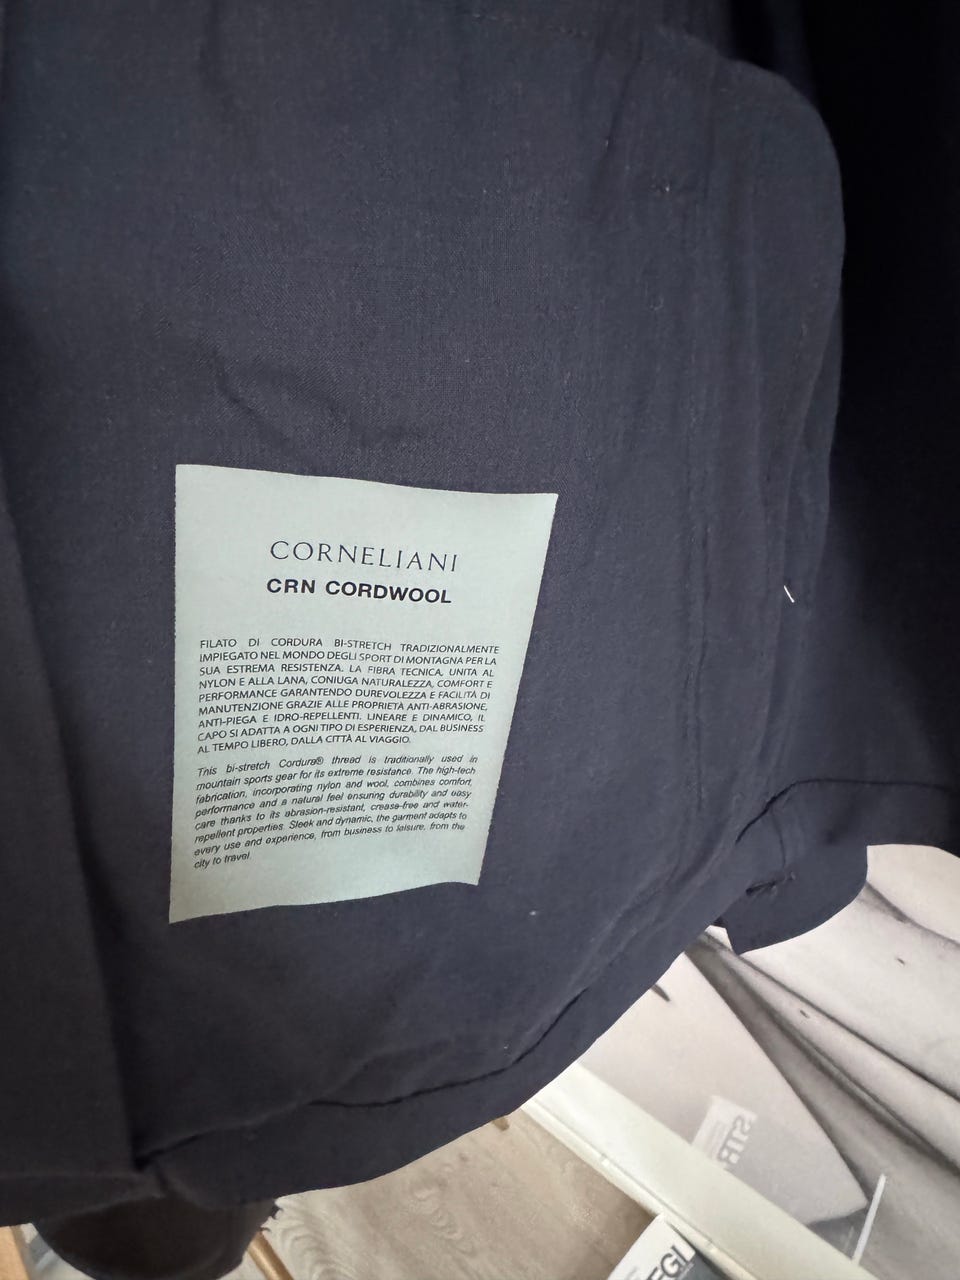 CORNELIANI
CRN CORDWOOL
FILATO DI CORDURA BI-STRETCH TRADIZIONALMENTE
IMPIEGATO NEL MONDO DEGLI SPORT DI MONTAGNA PER LA
SUA ESTREMA RESISTENZA. LA FIBRA TECNICA, UNITA AL
NYLON E ALLA LANA, CONIUGA NATURALEZZA, COMFORT E
PERFORMANCE GARANTENDO DUREVOLEZZA E FACILITÀ DI
MANUTENZIONE GRAZIE ALLE PROPRIETÀ ANTI-ABRASIONE,
ANTI-PIEGA E IDRO-REPELLENTI. LINEARE E DINAMICO, IL
CAPO SI ADATTA A OGNI TIPO DI ESPERIENZA, DAL BUSINESS
AL TEMPO LIBERO, DALLA CITTÀ AL VIAGGIO.
This bi-stretch Cordura® thread is traditionally used in
mountain sports gear for its extreme resistance. The high-tech
fabrication, incorporating nylon and wool, combines comfort,
performance and a natural feel ensuring durability and easy
care thanks to its abrasion-resistant, crease-free and water-
repellent properties. Sleek and dynamic, the garment adapts to
every use and experience, from business to leisure, from the
city to travel.